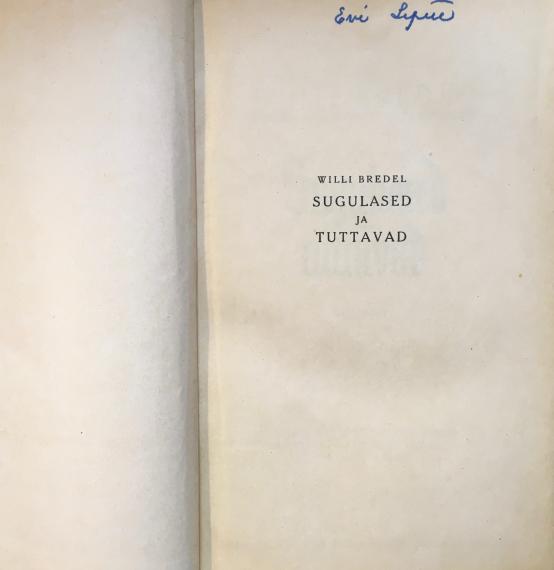 Evi
WILLI BREDEL
SUGULASED
JA
TUTTAVAD